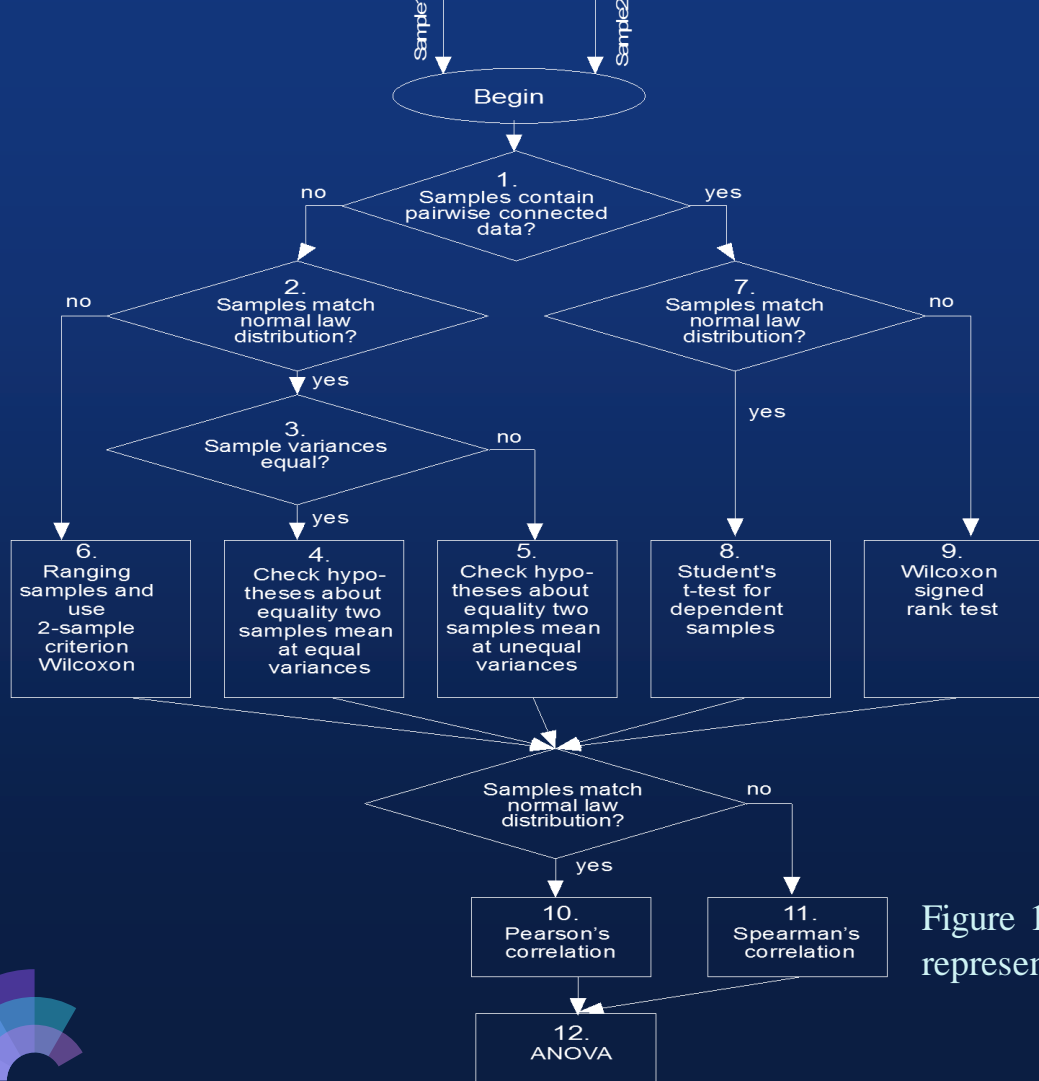 Sample1
Sample2
Begin
1.
Samples contain
pairwise connected
data?
no
yes
2.
Samples match
normal law
distribution?
no
yes
7.
Samples match
normal law
distribution?
no
yes
3.
Sample variances
equal?
no
yes
6.
Ranging
samples and
use
2-sample
criterion
Wilcoxon
4.
Check hypo-
theses about
equality two
samples mean
at equal
variances
5.
Check hypo-
theses about
equality two
samples mean
at unequal
variances
8.
Student's
t-test for
dependent
samples
9.
Wilcoxon
signed
rank test
Samples match
normal law
distribution?
no
yes
10.
Pearson’s
correlation
11.
Spearman’s
correlation
12.
ANOVA
Figure 1
represen